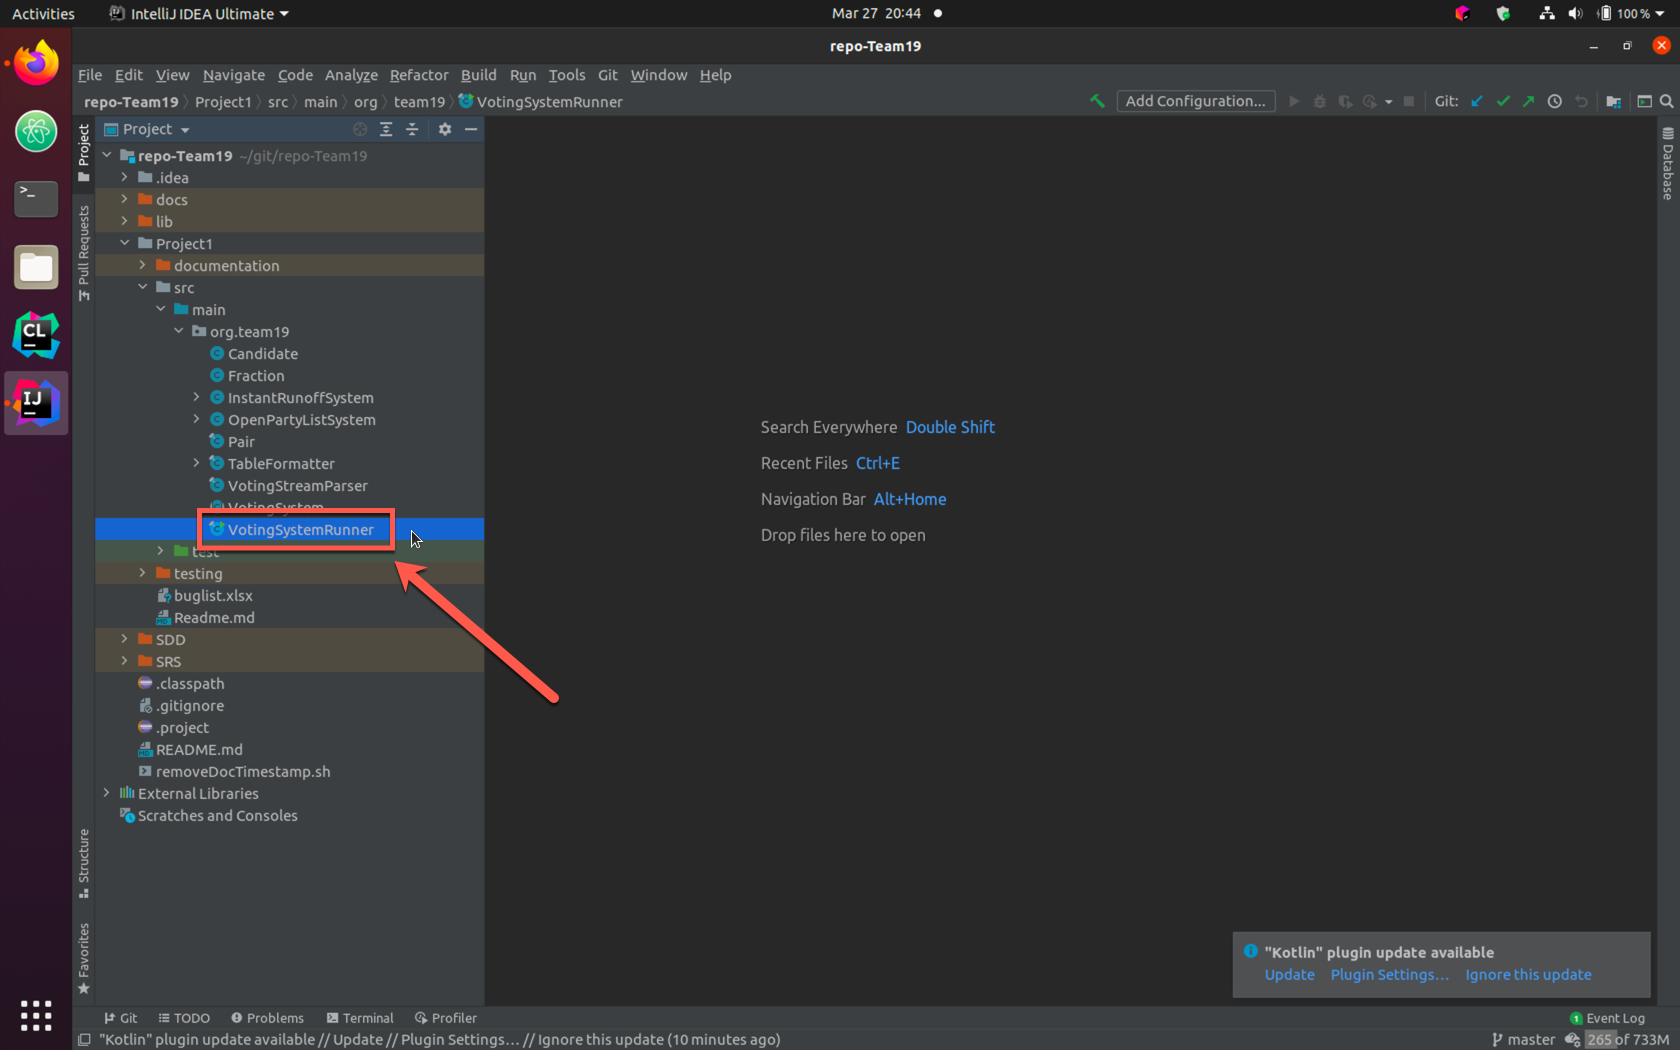 Activities IntelliJ IDEA Ultimate Mar 27 20:44 100 %
repo-Team19
File Edit View Navigate Code Analyze Refactor Build Run Tools Git Window Help
repo-Team19 Project1 src main org team19 VotingSystemRunner Add Configuration... Git:
Project
repo-Team19 ~/git/repo-Team19
.idea
docs
lib
Project1
documentation
src
main
org.team19
Candidate
Fraction
InstantRunoffSystem
OpenPartyListSystem
Pair
TableFormatter
VotingStreamParser
VotingSystem
VotingSystemRunner
test
testing
buglist.xlsx
Readme.md
SDD
SRS
.classpath
.gitignore
.project
README.md
removeDocTimestamp.sh
External Libraries
Scratches and Consoles
Project
Pull Requests
Structure
Favorites
>_
CL
IJ
Search Everywhere Double Shift
Recent Files Ctrl+E
Navigation Bar Alt+Home
Drop files here to open
Database
"Kotlin" plugin update available
Update Plugin Settings... Ignore this update
Git TODO Problems Terminal Profiler 1 Event Log
"Kotlin" plugin update available // Update // Plugin Settings... // Ignore this update (10 minutes ago) master 265 of 733M